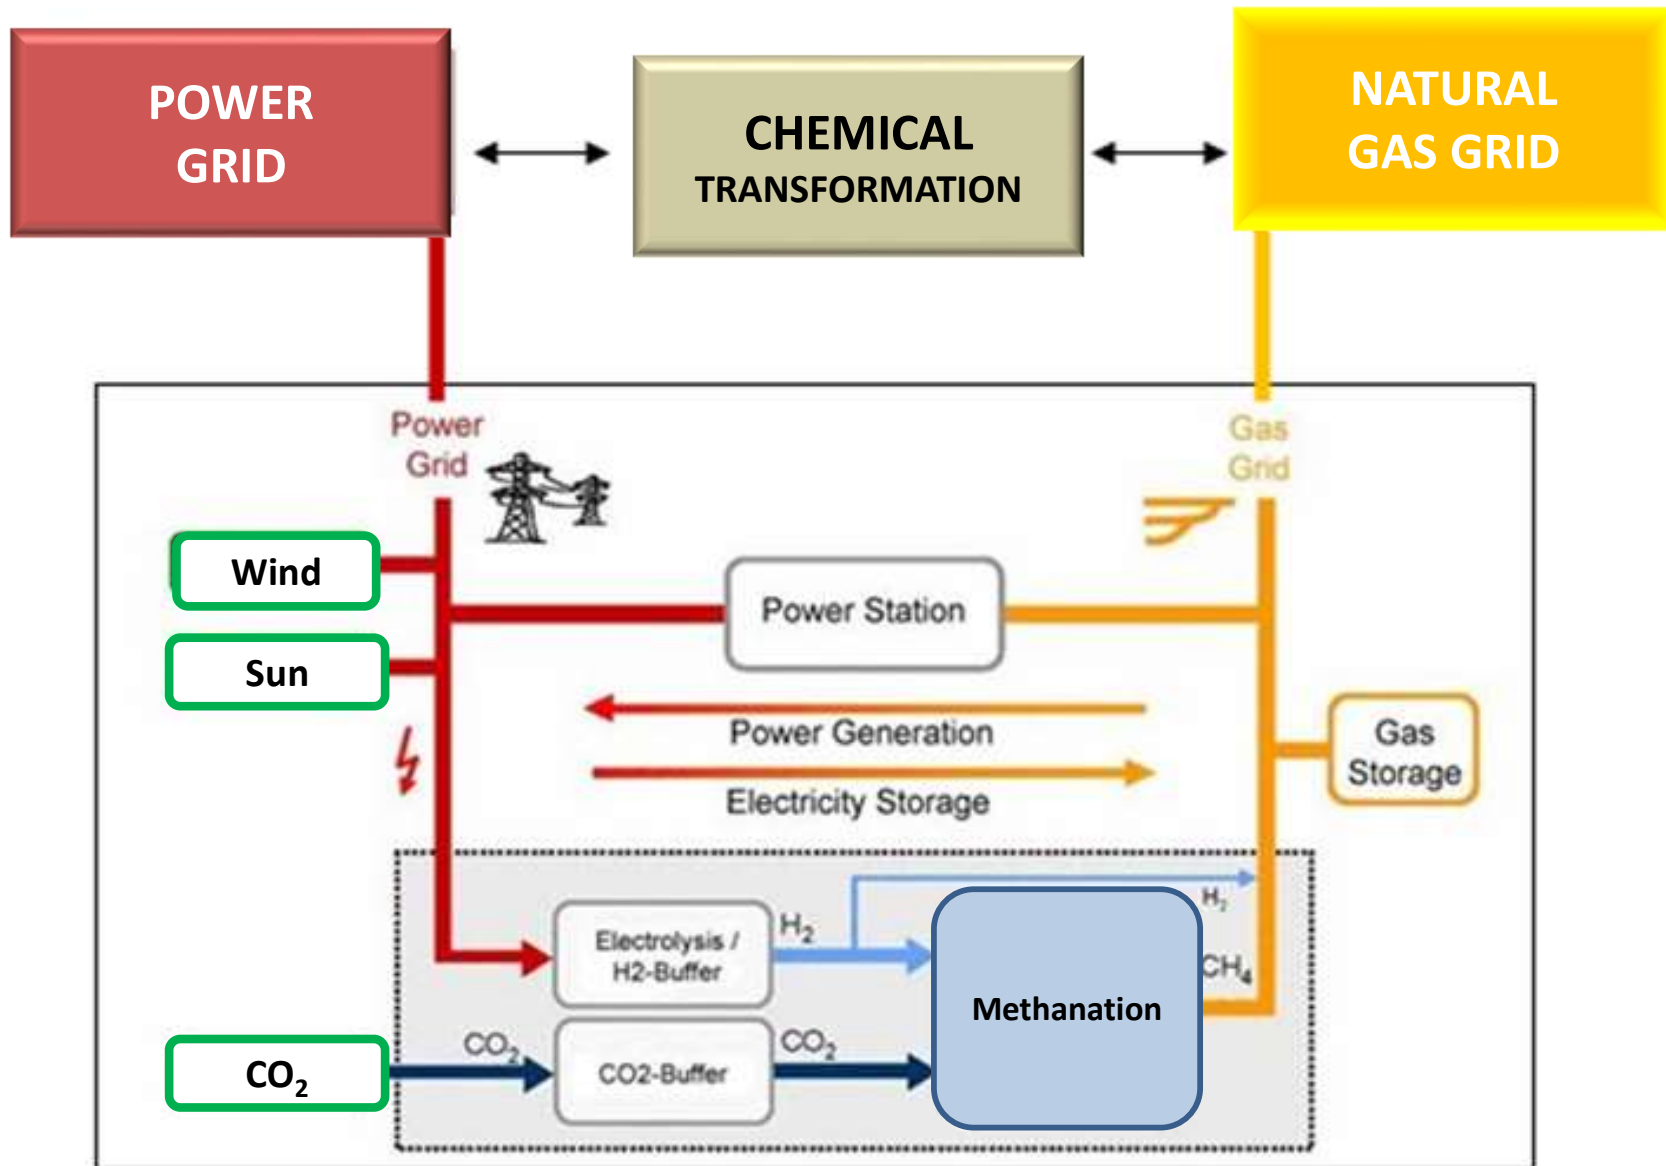 POWER
GRID
CHEMICAL
TRANSFORMATION
NATURAL
GAS GRID
Power
Grid
Gas
Grid
Wind
Power Station
Sun
Power Generation
Gas
Storage
Electricity Storage
H₂
Electrolysis /
H2-Buffer
H₂
CH₄
Methanation
CO₂
CO₂
CO2-Buffer
CO₂